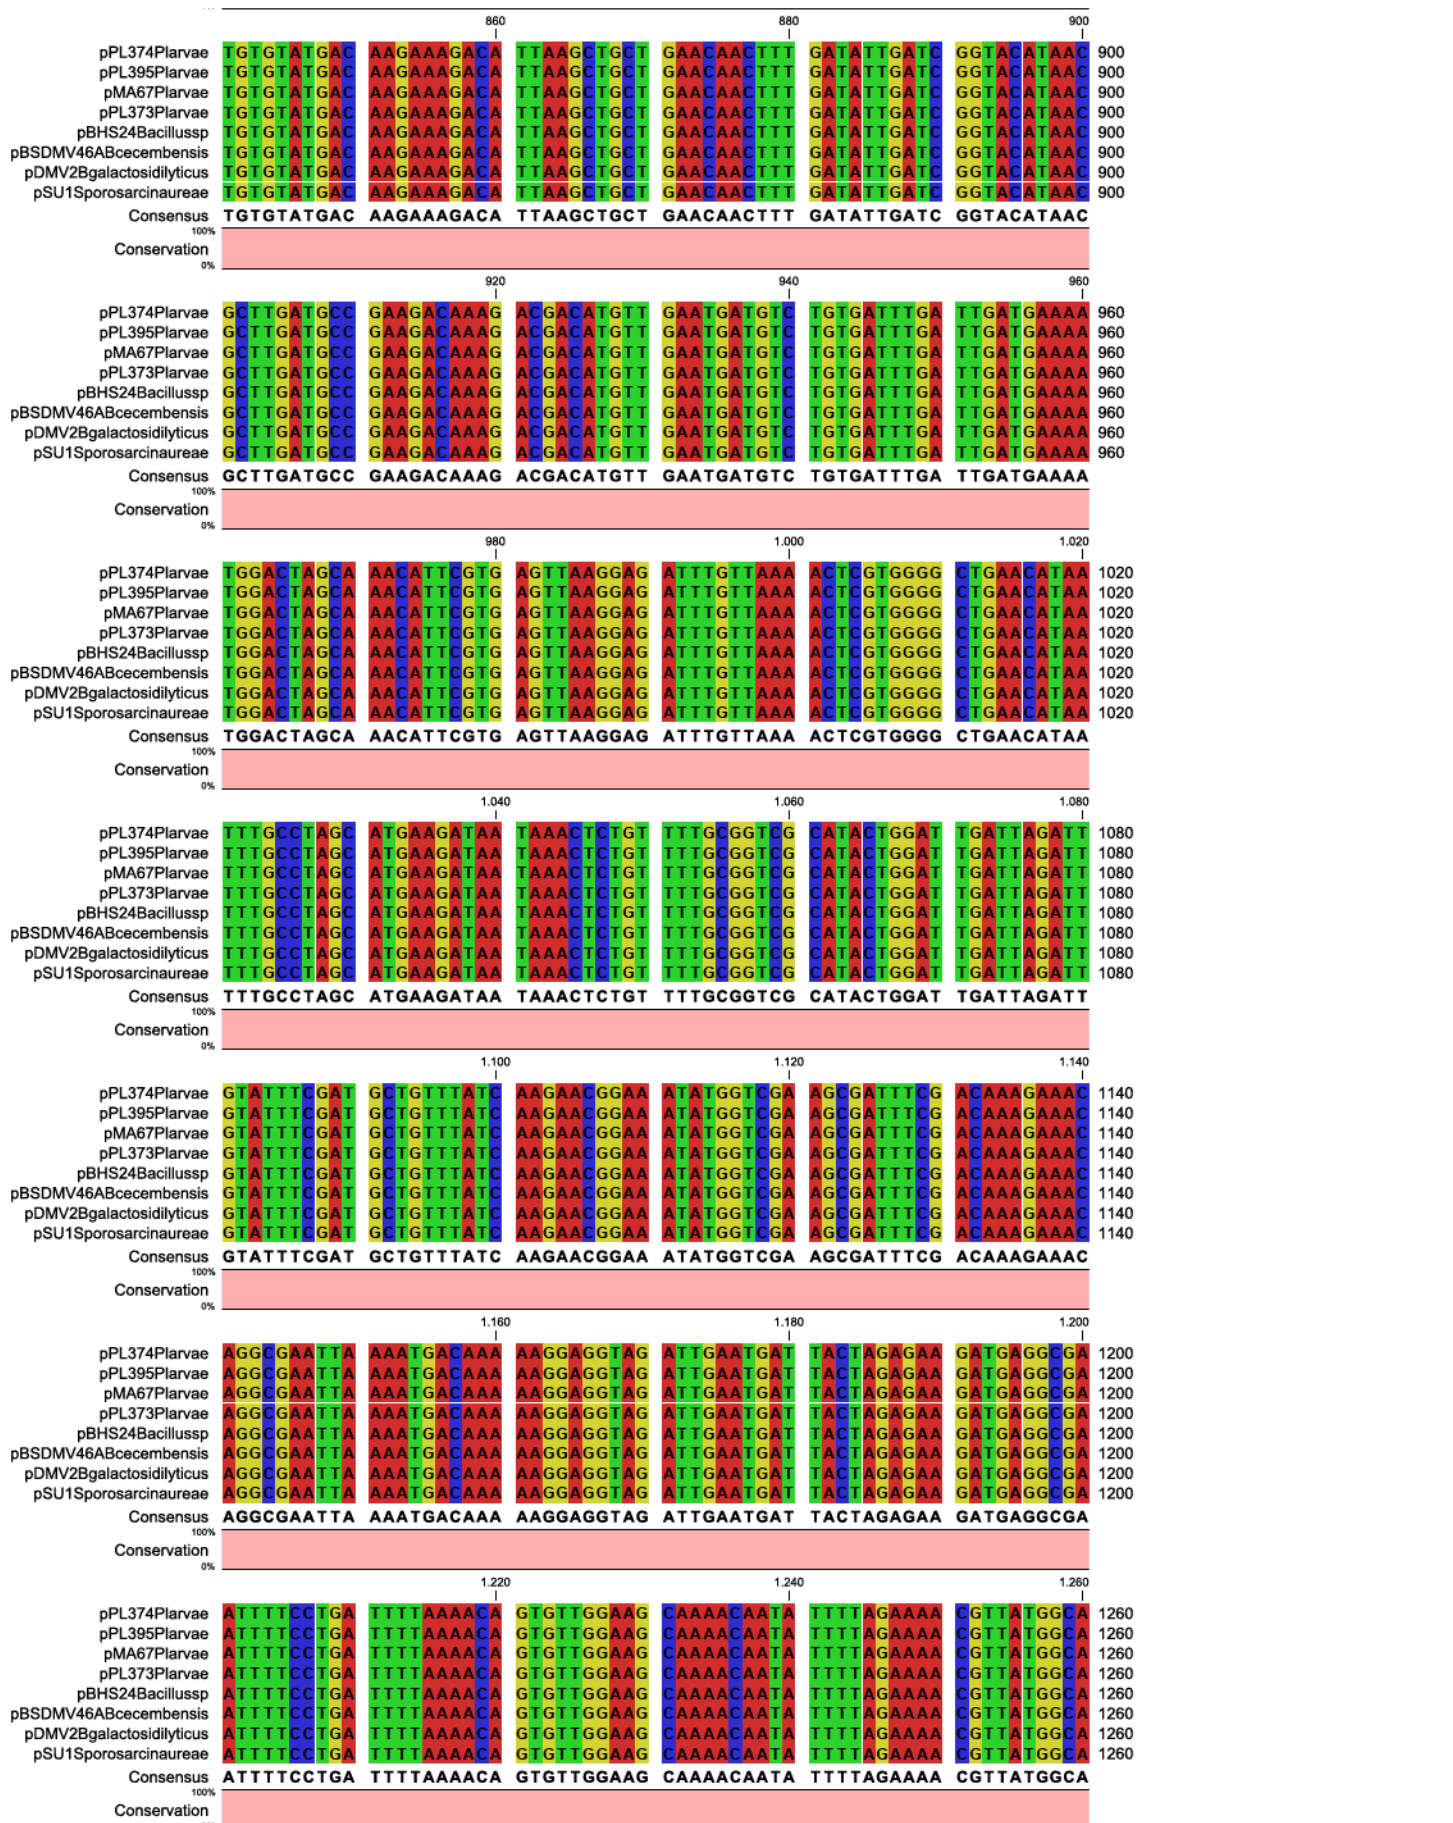 860 880 900
pPL374Plarvae TGTGTATGAC AAGAAAGACA TTAAGCTGCT GAACAACTTT GATATTGATC GGTACATAAC 900
pPL395Plarvae TGTGTATGAC AAGAAAGACA TTAAGCTGCT GAACAACTTT GATATTGATC GGTACATAAC 900
pMA67Plarvae TGTGTATGAC AAGAAAGACA TTAAGCTGCT GAACAACTTT GATATTGATC GGTACATAAC 900
pPL373Plarvae TGTGTATGAC AAGAAAGACA TTAAGCTGCT GAACAACTTT GATATTGATC GGTACATAAC 900
pBHS24Bacillussp TGTGTATGAC AAGAAAGACA TTAAGCTGCT GAACAACTTT GATATTGATC GGTACATAAC 900
pBSDMV46ABcecembensis TGTGTATGAC AAGAAAGACA TTAAGCTGCT GAACAACTTT GATATTGATC GGTACATAAC 900
pDMV2Bgalactosidilyticus TGTGTATGAC AAGAAAGACA TTAAGCTGCT GAACAACTTT GATATTGATC GGTACATAAC 900
pSU1Sporosarcinaureae TGTGTATGAC AAGAAAGACA TTAAGCTGCT GAACAACTTT GATATTGATC GGTACATAAC 900
Consensus TGTGTATGAC AAGAAAGACA TTAAGCTGCT GAACAACTTT GATATTGATC GGTACATAAC
100%
Conservation
0%
920 940 960
pPL374Plarvae GCTTGATGCC GAAGACAAAG ACGACATGTT GAATGATGTC TGTGATTTGA TTGATGAAAA 960
pPL395Plarvae GCTTGATGCC GAAGACAAAG ACGACATGTT GAATGATGTC TGTGATTTGA TTGATGAAAA 960
pMA67Plarvae GCTTGATGCC GAAGACAAAG ACGACATGTT GAATGATGTC TGTGATTTGA TTGATGAAAA 960
pPL373Plarvae GCTTGATGCC GAAGACAAAG ACGACATGTT GAATGATGTC TGTGATTTGA TTGATGAAAA 960
pBHS24Bacillussp GCTTGATGCC GAAGACAAAG ACGACATGTT GAATGATGTC TGTGATTTGA TTGATGAAAA 960
pBSDMV46ABcecembensis GCTTGATGCC GAAGACAAAG ACGACATGTT GAATGATGTC TGTGATTTGA TTGATGAAAA 960
pDMV2Bgalactosidilyticus GCTTGATGCC GAAGACAAAG ACGACATGTT GAATGATGTC TGTGATTTGA TTGATGAAAA 960
pSU1Sporosarcinaureae GCTTGATGCC GAAGACAAAG ACGACATGTT GAATGATGTC TGTGATTTGA TTGATGAAAA 960
Consensus GCTTGATGCC GAAGACAAAG ACGACATGTT GAATGATGTC TGTGATTTGA TTGATGAAAA
100%
Conservation
0%
980 1.000 1.020
pPL374Plarvae TGGACTAGCA AACATTCGTG AGTTAAGGAG ATTTGTTAAA ACTCGTGGGG CTGAACATAA 1020
pPL395Plarvae TGGACTAGCA AACATTCGTG AGTTAAGGAG ATTTGTTAAA ACTCGTGGGG CTGAACATAA 1020
pMA67Plarvae TGGACTAGCA AACATTCGTG AGTTAAGGAG ATTTGTTAAA ACTCGTGGGG CTGAACATAA 1020
pPL373Plarvae TGGACTAGCA AACATTCGTG AGTTAAGGAG ATTTGTTAAA ACTCGTGGGG CTGAACATAA 1020
pBHS24Bacillussp TGGACTAGCA AACATTCGTG AGTTAAGGAG ATTTGTTAAA ACTCGTGGGG CTGAACATAA 1020
pBSDMV46ABcecembensis TGGACTAGCA AACATTCGTG AGTTAAGGAG ATTTGTTAAA ACTCGTGGGG CTGAACATAA 1020
pDMV2Bgalactosidilyticus TGGACTAGCA AACATTCGTG AGTTAAGGAG ATTTGTTAAA ACTCGTGGGG CTGAACATAA 1020
pSU1Sporosarcinaureae TGGACTAGCA AACATTCGTG AGTTAAGGAG ATTTGTTAAA ACTCGTGGGG CTGAACATAA 1020
Consensus TGGACTAGCA AACATTCGTG AGTTAAGGAG ATTTGTTAAA ACTCGTGGGG CTGAACATAA
100%
Conservation
0%
1.040 1.060 1.080
pPL374Plarvae TTTGCCTAGC ATGAAGATAA TAAACTCTGT TTTGCGGTCG CATACTGGAT TGATTAGATT 1080
pPL395Plarvae TTTGCCTAGC ATGAAGATAA TAAACTCTGT TTTGCGGTCG CATACTGGAT TGATTAGATT 1080
pMA67Plarvae TTTGCCTAGC ATGAAGATAA TAAACTCTGT TTTGCGGTCG CATACTGGAT TGATTAGATT 1080
pPL373Plarvae TTTGCCTAGC ATGAAGATAA TAAACTCTGT TTTGCGGTCG CATACTGGAT TGATTAGATT 1080
pBHS24Bacillussp TTTGCCTAGC ATGAAGATAA TAAACTCTGT TTTGCGGTCG CATACTGGAT TGATTAGATT 1080
pBSDMV46ABcecembensis TTTGCCTAGC ATGAAGATAA TAAACTCTGT TTTGCGGTCG CATACTGGAT TGATTAGATT 1080
pDMV2Bgalactosidilyticus TTTGCCTAGC ATGAAGATAA TAAACTCTGT TTTGCGGTCG CATACTGGAT TGATTAGATT 1080
pSU1Sporosarcinaureae TTTGCCTAGC ATGAAGATAA TAAACTCTGT TTTGCGGTCG CATACTGGAT TGATTAGATT 1080
Consensus TTTGCCTAGC ATGAAGATAA TAAACTCTGT TTTGCGGTCG CATACTGGAT TGATTAGATT
100%
Conservation
0%
1.100 1.120 1.140
pPL374Plarvae GTATTTCGAT GCTGTTTATC AAGAACGGAA ATATGGTCGA AGCGATTTCG ACAAAGAAAC 1140
pPL395Plarvae GTATTTCGAT GCTGTTTATC AAGAACGGAA ATATGGTCGA AGCGATTTCG ACAAAGAAAC 1140
pMA67Plarvae GTATTTCGAT GCTGTTTATC AAGAACGGAA ATATGGTCGA AGCGATTTCG ACAAAGAAAC 1140
pPL373Plarvae GTATTTCGAT GCTGTTTATC AAGAACGGAA ATATGGTCGA AGCGATTTCG ACAAAGAAAC 1140
pBHS24Bacillussp GTATTTCGAT GCTGTTTATC AAGAACGGAA ATATGGTCGA AGCGATTTCG ACAAAGAAAC 1140
pBSDMV46ABcecembensis GTATTTCGAT GCTGTTTATC AAGAACGGAA ATATGGTCGA AGCGATTTCG ACAAAGAAAC 1140
pDMV2Bgalactosidilyticus GTATTTCGAT GCTGTTTATC AAGAACGGAA ATATGGTCGA AGCGATTTCG ACAAAGAAAC 1140
pSU1Sporosarcinaureae GTATTTCGAT GCTGTTTATC AAGAACGGAA ATATGGTCGA AGCGATTTCG ACAAAGAAAC 1140
Consensus GTATTTCGAT GCTGTTTATC AAGAACGGAA ATATGGTCGA AGCGATTTCG ACAAAGAAAC
100%
Conservation
0%
1.160 1.180 1.200
pPL374Plarvae AGGCGAATTA AAATGACAAA AAGGAGGTAG ATTGAATGAT TACTAGAGAA GATGAGGCGA 1200
pPL395Plarvae AGGCGAATTA AAATGACAAA AAGGAGGTAG ATTGAATGAT TACTAGAGAA GATGAGGCGA 1200
pMA67Plarvae AGGCGAATTA AAATGACAAA AAGGAGGTAG ATTGAATGAT TACTAGAGAA GATGAGGCGA 1200
pPL373Plarvae AGGCGAATTA AAATGACAAA AAGGAGGTAG ATTGAATGAT TACTAGAGAA GATGAGGCGA 1200
pBHS24Bacillussp AGGCGAATTA AAATGACAAA AAGGAGGTAG ATTGAATGAT TACTAGAGAA GATGAGGCGA 1200
pBSDMV46ABcecembensis AGGCGAATTA AAATGACAAA AAGGAGGTAG ATTGAATGAT TACTAGAGAA GATGAGGCGA 1200
pDMV2Bgalactosidilyticus AGGCGAATTA AAATGACAAA AAGGAGGTAG ATTGAATGAT TACTAGAGAA GATGAGGCGA 1200
pSU1Sporosarcinaureae AGGCGAATTA AAATGACAAA AAGGAGGTAG ATTGAATGAT TACTAGAGAA GATGAGGCGA 1200
Consensus AGGCGAATTA AAATGACAAA AAGGAGGTAG ATTGAATGAT TACTAGAGAA GATGAGGCGA
100%
Conservation
0%
1.220 1.240 1.260
pPL374Plarvae ATTTTCCTGA TTTTAAAACA GTGTTGGAAG CAAAACAATA TTTTAGAAAA CGTTATGGCA 1260
pPL395Plarvae ATTTTCCTGA TTTTAAAACA GTGTTGGAAG CAAAACAATA TTTTAGAAAA CGTTATGGCA 1260
pMA67Plarvae ATTTTCCTGA TTTTAAAACA GTGTTGGAAG CAAAACAATA TTTTAGAAAA CGTTATGGCA 1260
pPL373Plarvae ATTTTCCTGA TTTTAAAACA GTGTTGGAAG CAAAACAATA TTTTAGAAAA CGTTATGGCA 1260
pBHS24Bacillussp ATTTTCCTGA TTTTAAAACA GTGTTGGAAG CAAAACAATA TTTTAGAAAA CGTTATGGCA 1260
pBSDMV46ABcecembensis ATTTTCCTGA TTTTAAAACA GTGTTGGAAG CAAAACAATA TTTTAGAAAA CGTTATGGCA 1260
pDMV2Bgalactosidilyticus ATTTTCCTGA TTTTAAAACA GTGTTGGAAG CAAAACAATA TTTTAGAAAA CGTTATGGCA 1260
pSU1Sporosarcinaureae ATTTTCCTGA TTTTAAAACA GTGTTGGAAG CAAAACAATA TTTTAGAAAA CGTTATGGCA 1260
Consensus ATTTTCCTGA TTTTAAAACA GTGTTGGAAG CAAAACAATA TTTTAGAAAA CGTTATGGCA
100%
Conservation